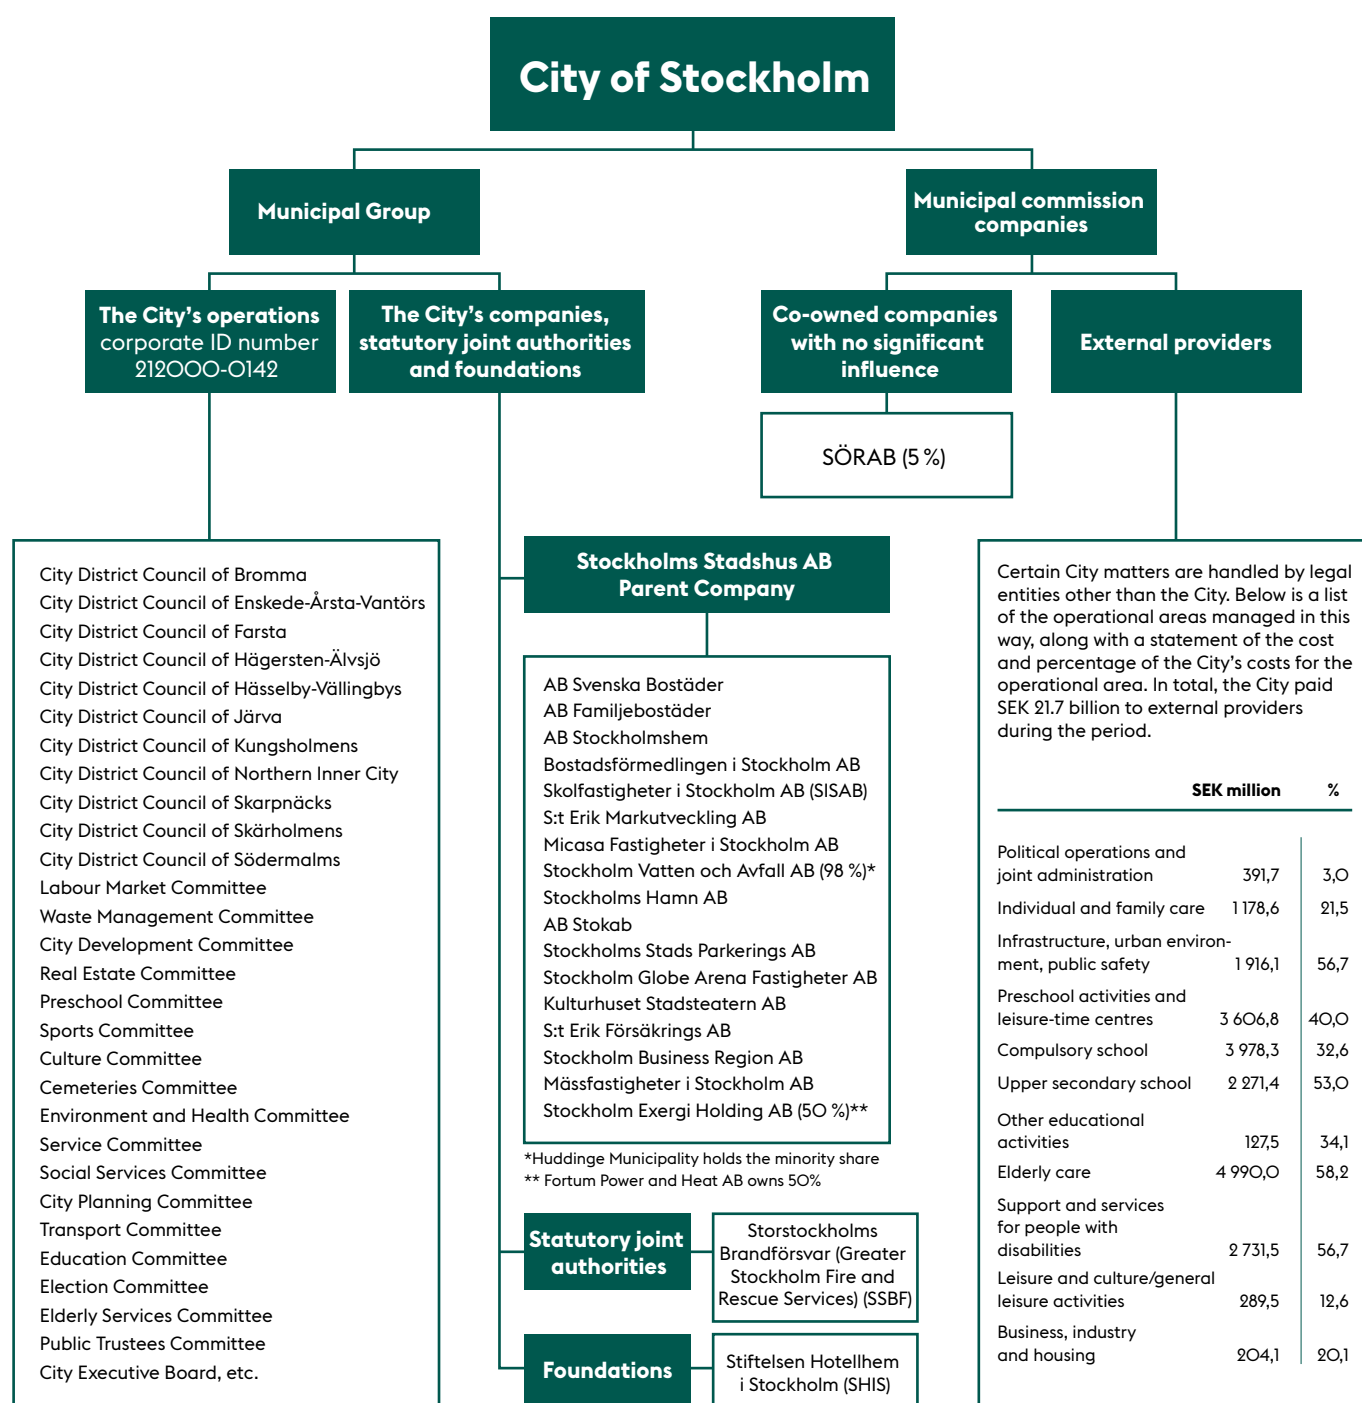 City of Stockholm
Municipal Group
Municipal commission
companies
The City's operations
corporate ID number
212000-0142
The City's companies,
statutory joint authorities
and foundations
Co-owned companies
with no significant
influence
External providers
SÖRAB (5 %)
City District Council of Bromma
City District Council of Enskede-Årsta-Vantörs
City District Council of Farsta
City District Council of Hägersten-Älvsjö
City District Council of Hässelby-Vällingbys
City District Council of Järva
City District Council of Kungsholmens
City District Council of Northern Inner City
City District Council of Skarpnäcks
City District Council of Skärholmens
City District Council of Södermalms
Labour Market Committee
Waste Management Committee
City Development Committee
Real Estate Committee
Preschool Committee
Sports Committee
Culture Committee
Cemeteries Committee
Environment and Health Committee
Service Committee
Social Services Committee
City Planning Committee
Transport Committee
Education Committee
Election Committee
Elderly Services Committee
Public Trustees Committee
City Executive Board, etc.
Stockholms Stadshus AB
Parent Company
AB Svenska Bostäder
AB Familjebostäder
AB Stockholmshem
Bostadsförmedlingen i Stockholm AB
Skolfastigheter i Stockholm AB (SISAB)
S:t Erik Markutveckling AB
Micasa Fastigheter i Stockholm AB
Stockholm Vatten och Avfall AB (98 %)*
Stockholms Hamn AB
AB Stokab
Stockholms Stads Parkerings AB
Stockholm Globe Arena Fastigheter AB
Kulturhuset Stadsteatern AB
S:t Erik Försäkrings AB
Stockholm Business Region AB
Mässfastigheter i Stockholm AB
Stockholm Exergi Holding AB (50 %)**
*Huddinge Municipality holds the minority share
** Fortum Power and Heat AB owns 50%
Statutory joint
authorities
Storstockholms
Brandförsvar (Greater
Stockholm Fire and
Rescue Services) (SSBF)
Foundations
Stiftelsen Hotellhem
i Stockholm (SHIS)
Certain City matters are handled by legal
entities other than the City. Below is a list
of the operational areas managed in this
way, along with a statement of the cost
and percentage of the City's costs for the
operational area. In total, the City paid
SEK 21.7 billion to external providers
during the period.
SEK million %
Political operations and
joint administration 391,7 3,0
Individual and family care 1 178,6 21,5
Infrastructure, urban environ-
ment, public safety 1 916,1 56,7
Preschool activities and
leisure-time centres 3 606,8 40,0
Compulsory school 3 978,3 32,6
Upper secondary school 2 271,4 53,0
Other educational
activities 127,5 34,1
Elderly care 4 990,0 58,2
Support and services
for people with
disabilities 2 731,5 56,7
Leisure and culture/general
leisure activities 289,5 12,6
Business, industry
and housing 204,1 20,1